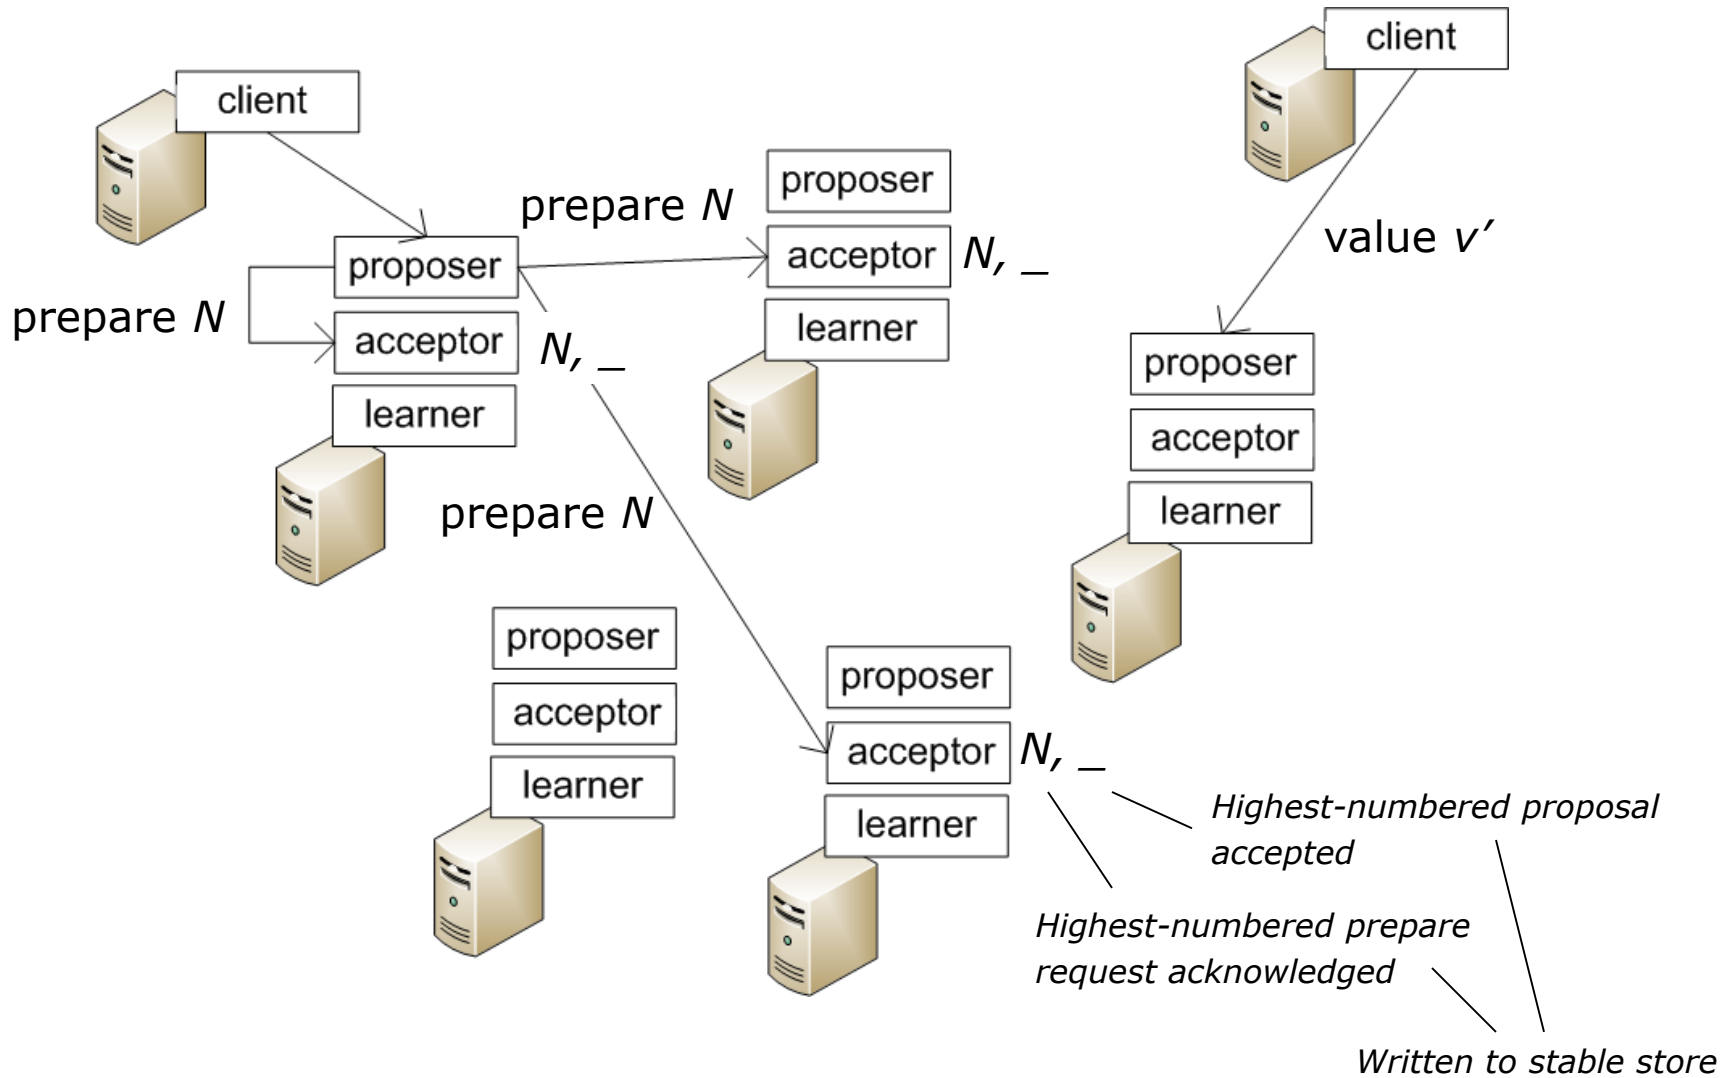 client
client
proposer
prepare N
acceptor N, _
value v’
proposer
prepare N
acceptor N, _
learner
learner
proposer
acceptor
learner
prepare N
proposer
acceptor
learner
proposer
acceptor N, _
learner
Highest-numbered proposal
accepted
Highest-numbered prepare
request acknowledged
Written to stable store